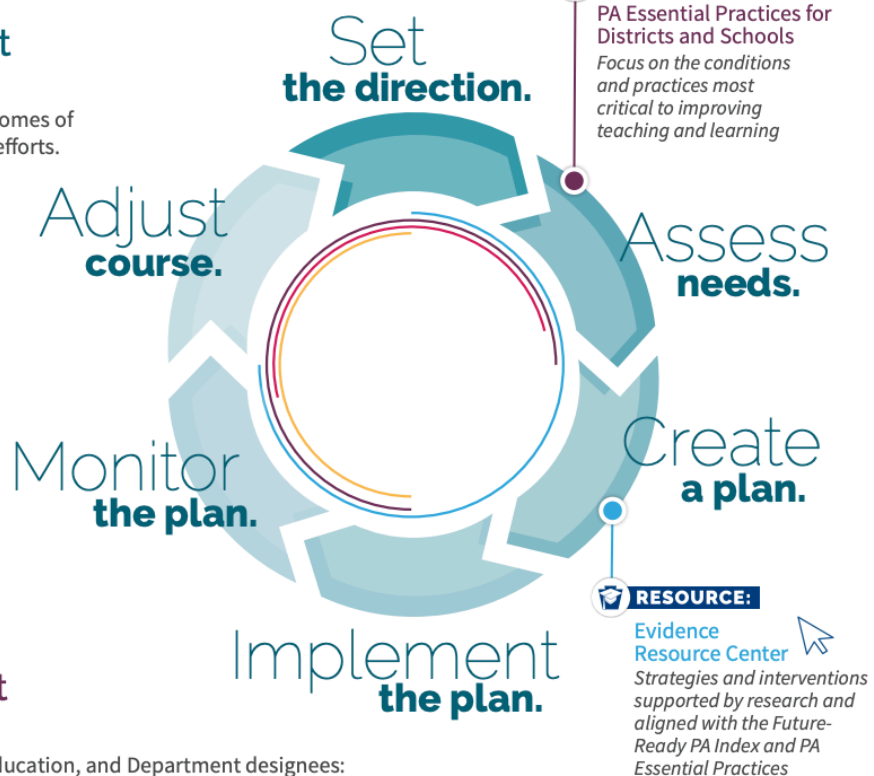 PA Essential Practices for
Districts and Schools
Focus on the conditions
and practices most
critical to improving
teaching and learning
Set
the direction.
efforts.
Adjust
course.
Assess
needs.
Monitor
the plan.
Create
a plan.
RESOURCE:
Evidence
Resource Center
Strategies and interventions
supported by research and
aligned with the Future-
Ready PA Index and PA
Essential Practices
Implement
the plan.
and Department designees: